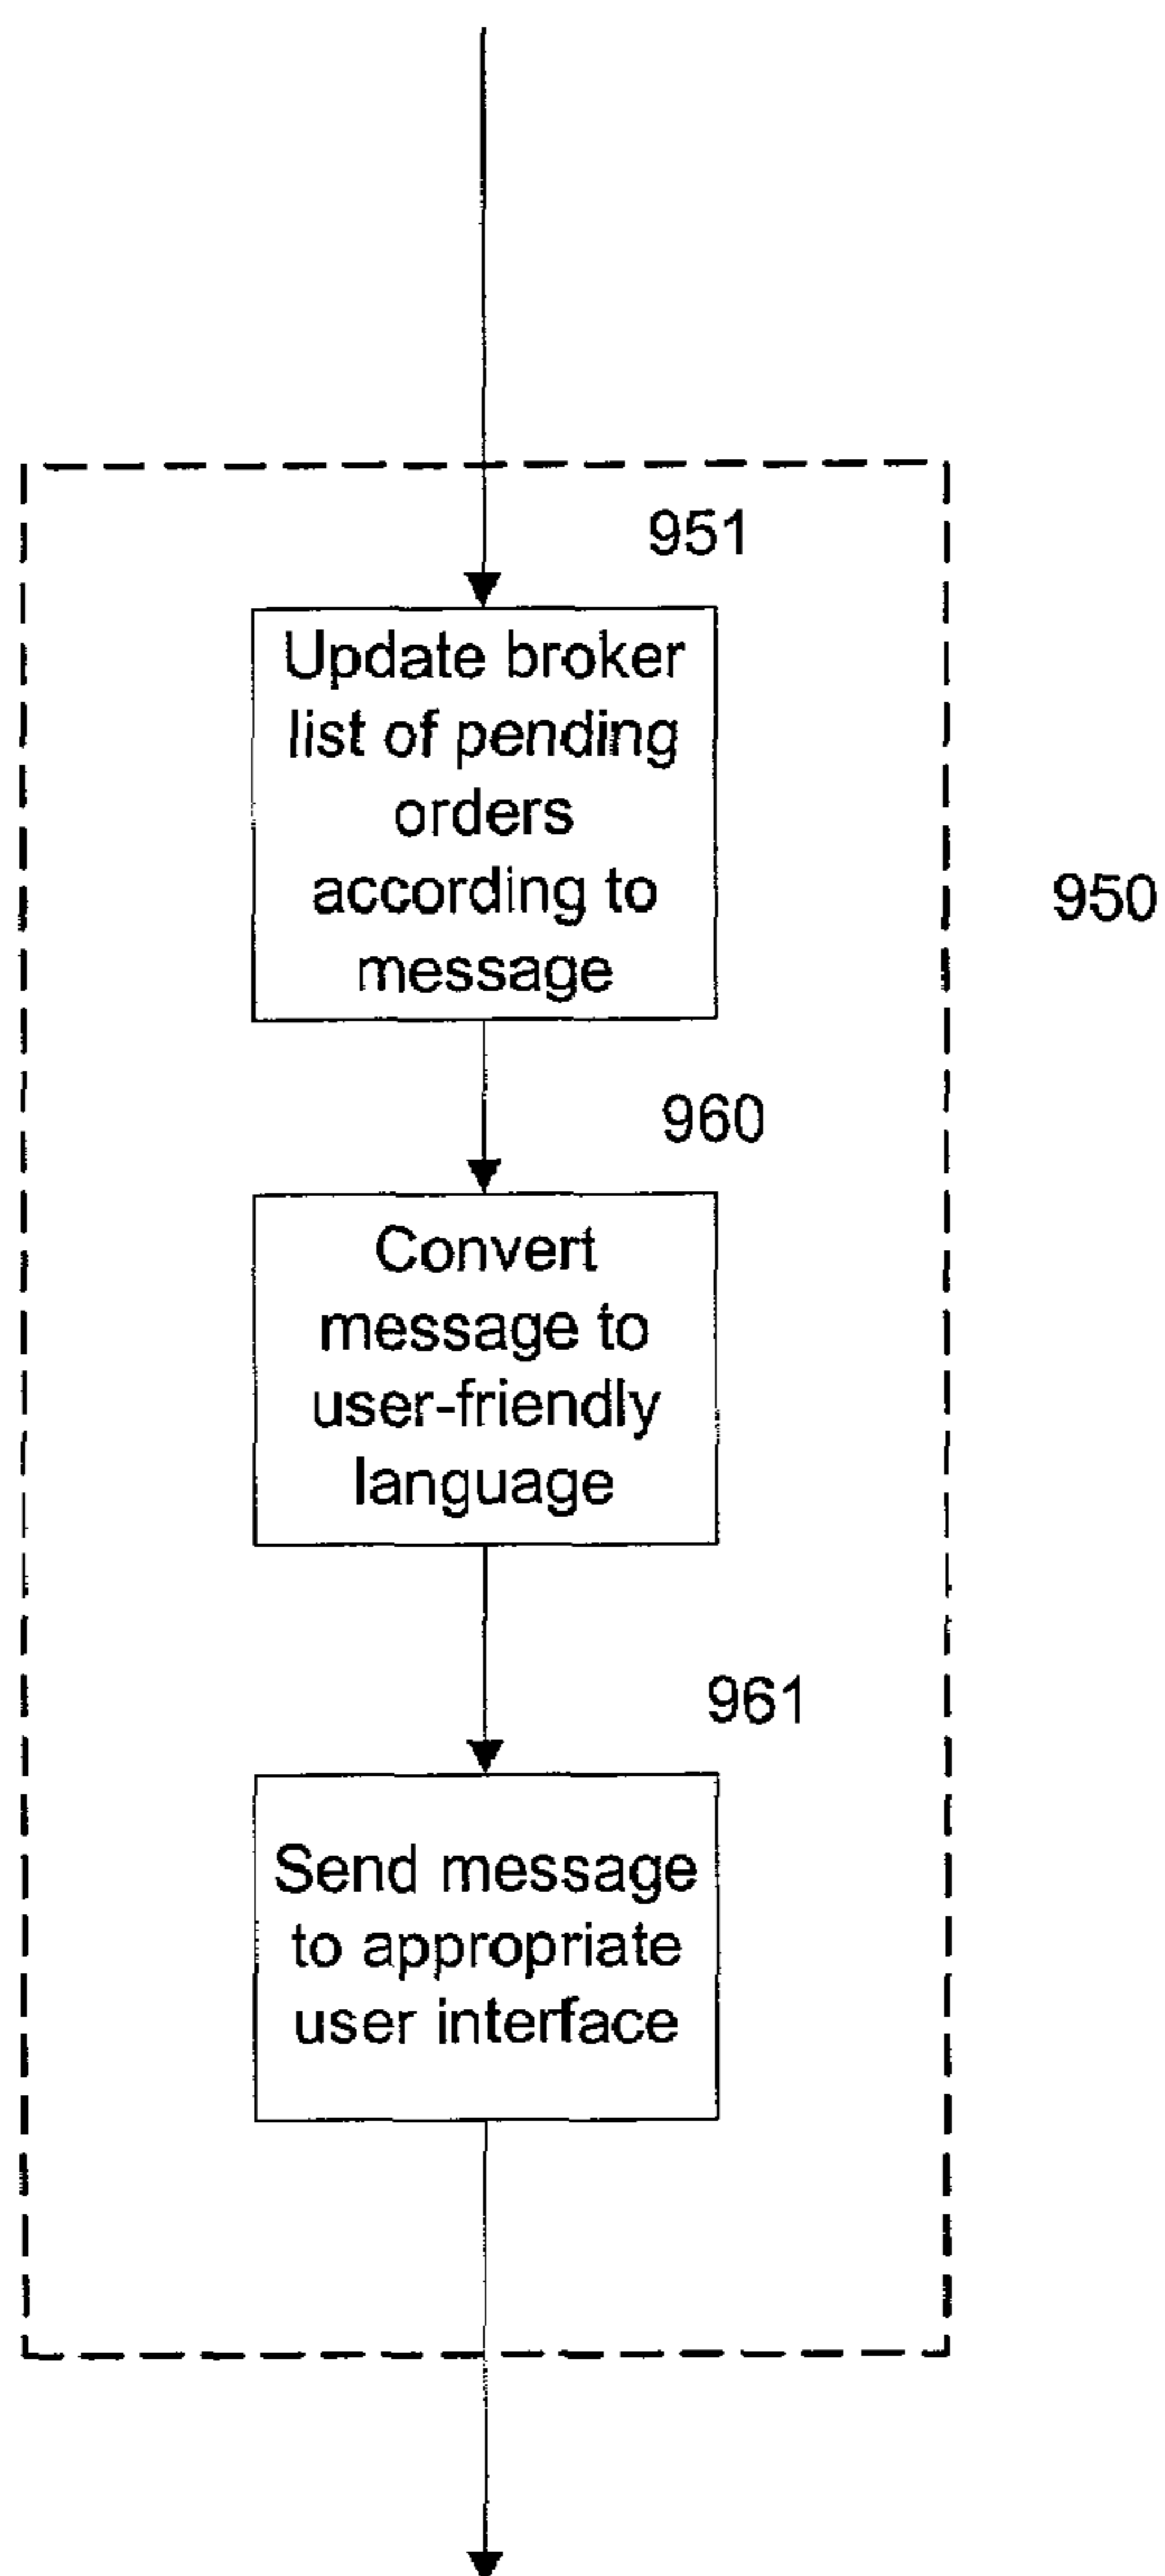 951
Update broker
list of pending
orders
according to
message
950
960
Convert
message to
user-friendly
language
961
Send message
to appropriate
user interface